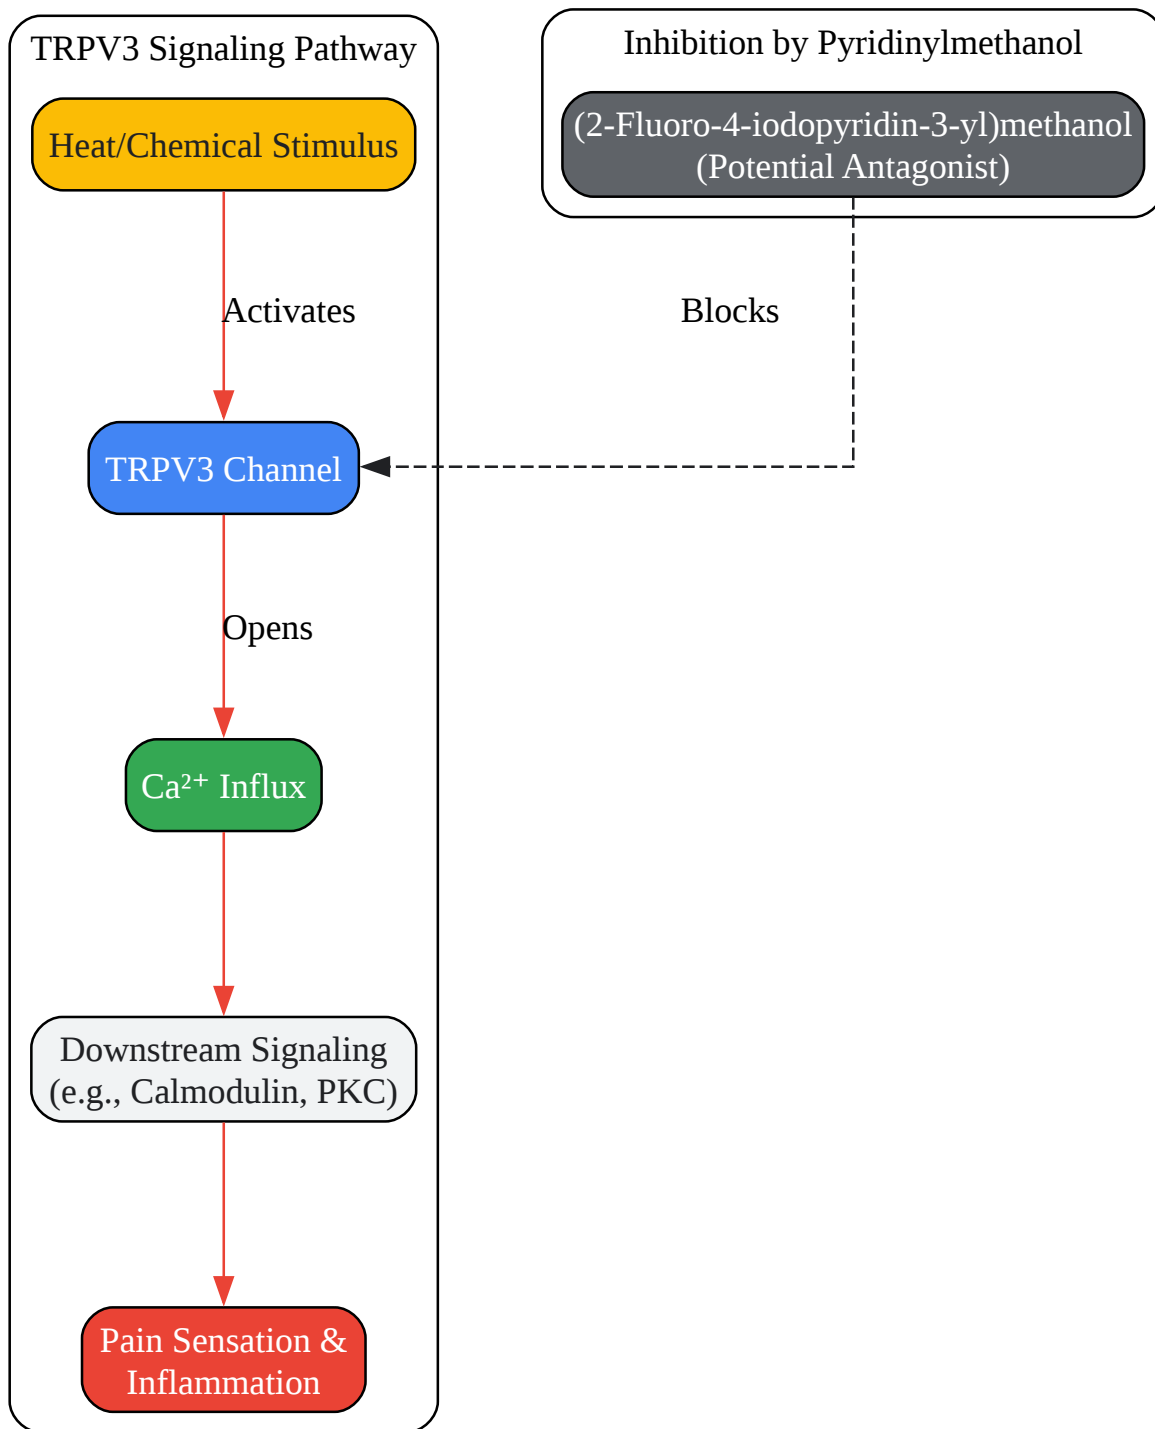 TRPV3 Signaling Pathway
Heat/Chemical Stimulus
Activates
TRPV3 Channel
Opens
Ca²⁺ Influx
Downstream Signaling
(e.g., Calmodulin, PKC)
Pain Sensation &
Inflammation
Inhibition by Pyridinylmethanol
(2-Fluoro-4-iodopyridin-3-yl)methanol
(Potential Antagonist)
Blocks